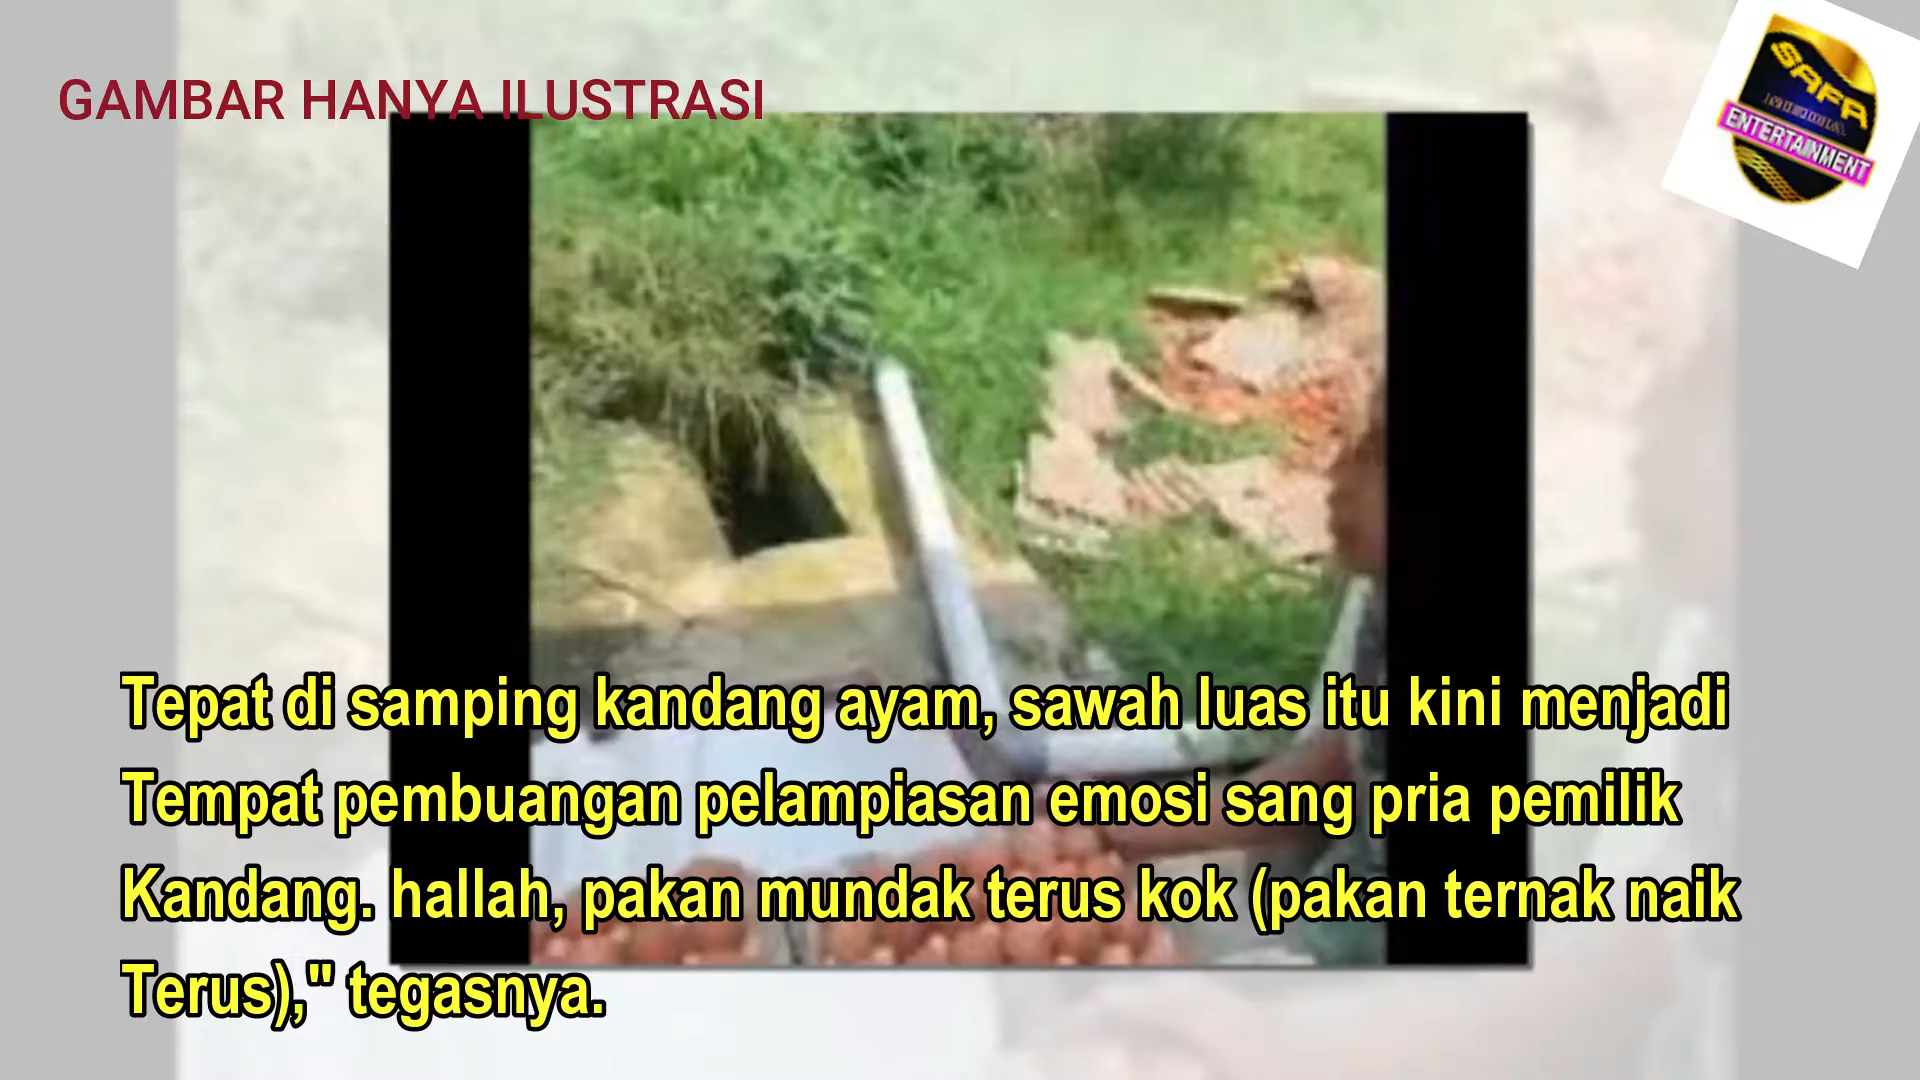 GAMBAR HANYA ILUSTRASI
SAFA
ENTERTAINMENT
Tepat di samping kandang ayam, sawah luas itu kini menjadi
Tempat pembuangan pelampiasan emosi sang pria pemilik
Kandang. hallah, pakan mundak terus kok (pakan ternak naik
Terus)," tegasnya.